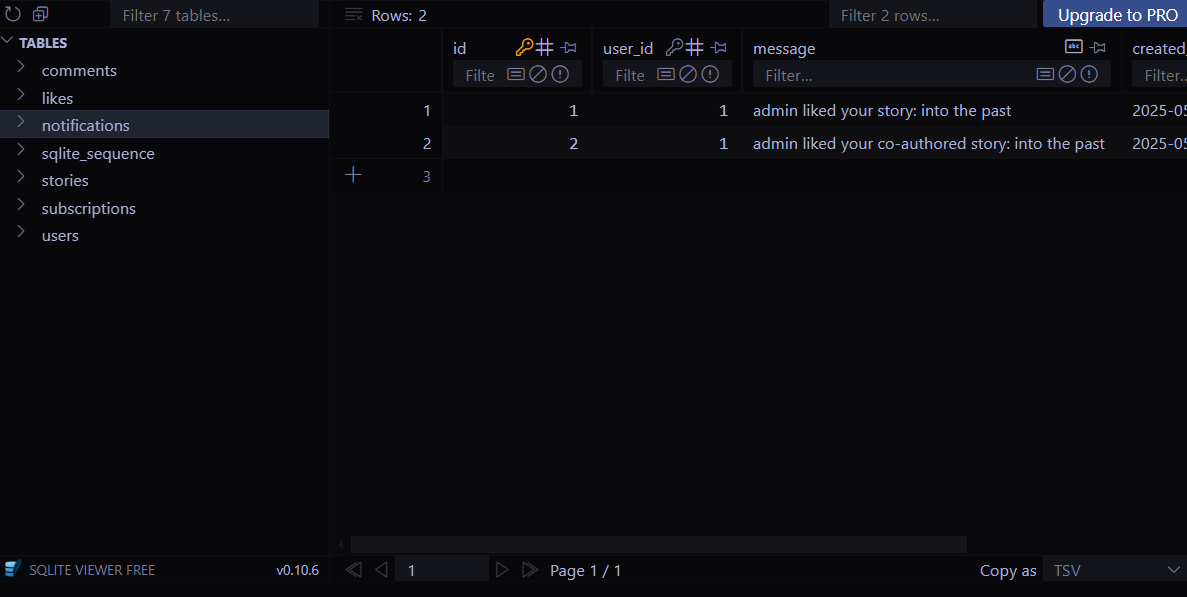 Filter 7 tables... Rows: 2 Filter 2 rows... Upgrade to PRO
TABLES
comments
likes
notifications
sqlite_sequence
stories
subscriptions
users
id user_id message created_
Filte Filte Filter... Filter..
1 1 1 admin liked your story: into the past 2025-05
2 2 1 admin liked your co-authored story: into the past 2025-05
3
SQLITE VIEWER FREE v0.10.6 1 Page 1 / 1 Copy as TSV